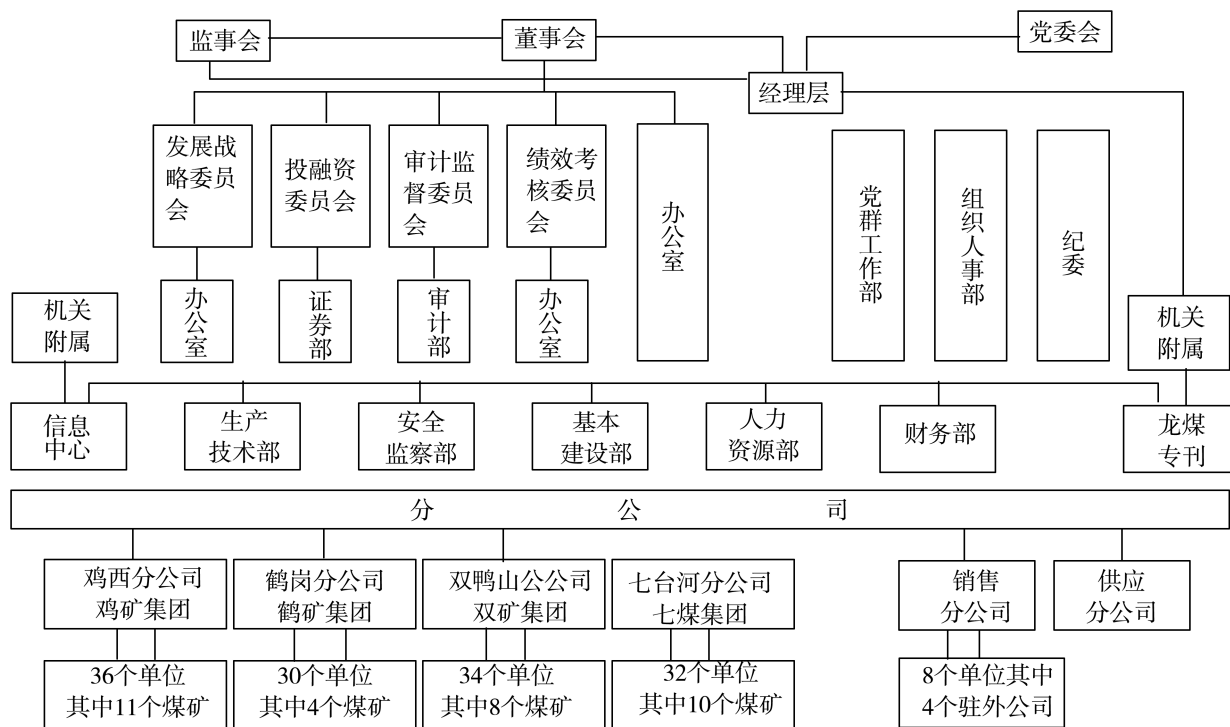 监事会
董事会
党委会
经理层
发展战
略委员
会
投融资
委员会
审计监
督委员
会
绩效考
核委员
会
办公室
党群工作部
组织人事部
纪委
办公室
证券部
审计部
办公室
机关
附属
机关
附属
信息
中心
生产
技术部
安全
监察部
基本
建设部
人力
资源部
财务部
龙煤
专刊
分公司
鸡西分公司
鸡矿集团
鹤岗分公司
鹤矿集团
双鸭山公公司
双矿集团
七台河分公司
七煤集团
销售
分公司
供应
分公司
36个单位
其中11个煤矿
30个单位
其中4个煤矿
34个单位
其中8个煤矿
32个单位
其中10个煤矿
8个单位其中
4个驻外公司